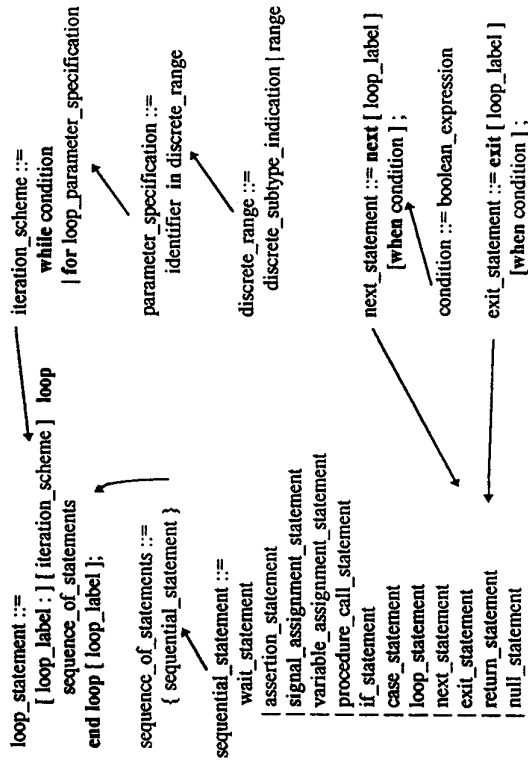 loop_statement ::=
[ loop_label : ] [ iteration_scheme ] loop
sequence_of_statements
end loop [ loop_label ];
sequence_of_statements ::=
{ sequential_statement }
sequential_statement ::=
wait_statement
| assertion_statement
| signal_assignment_statement
| variable_assignment_statement
| procedure_call_statement
| if_statement
| case_statement
| loop_statement
| next_statement
| exit_statement
| return_statement
| null_statement
iteration_scheme ::=
while condition
| for loop_parameter_specification
parameter_specification ::=
identifier in discrete_range
discrete_range ::=
discrete_subtype_indication | range
next_statement ::= next [ loop_label ]
[when condition ] ;
condition ::= boolean_expression
exit_statement ::= exit [ loop_label ]
[when condition ] ;